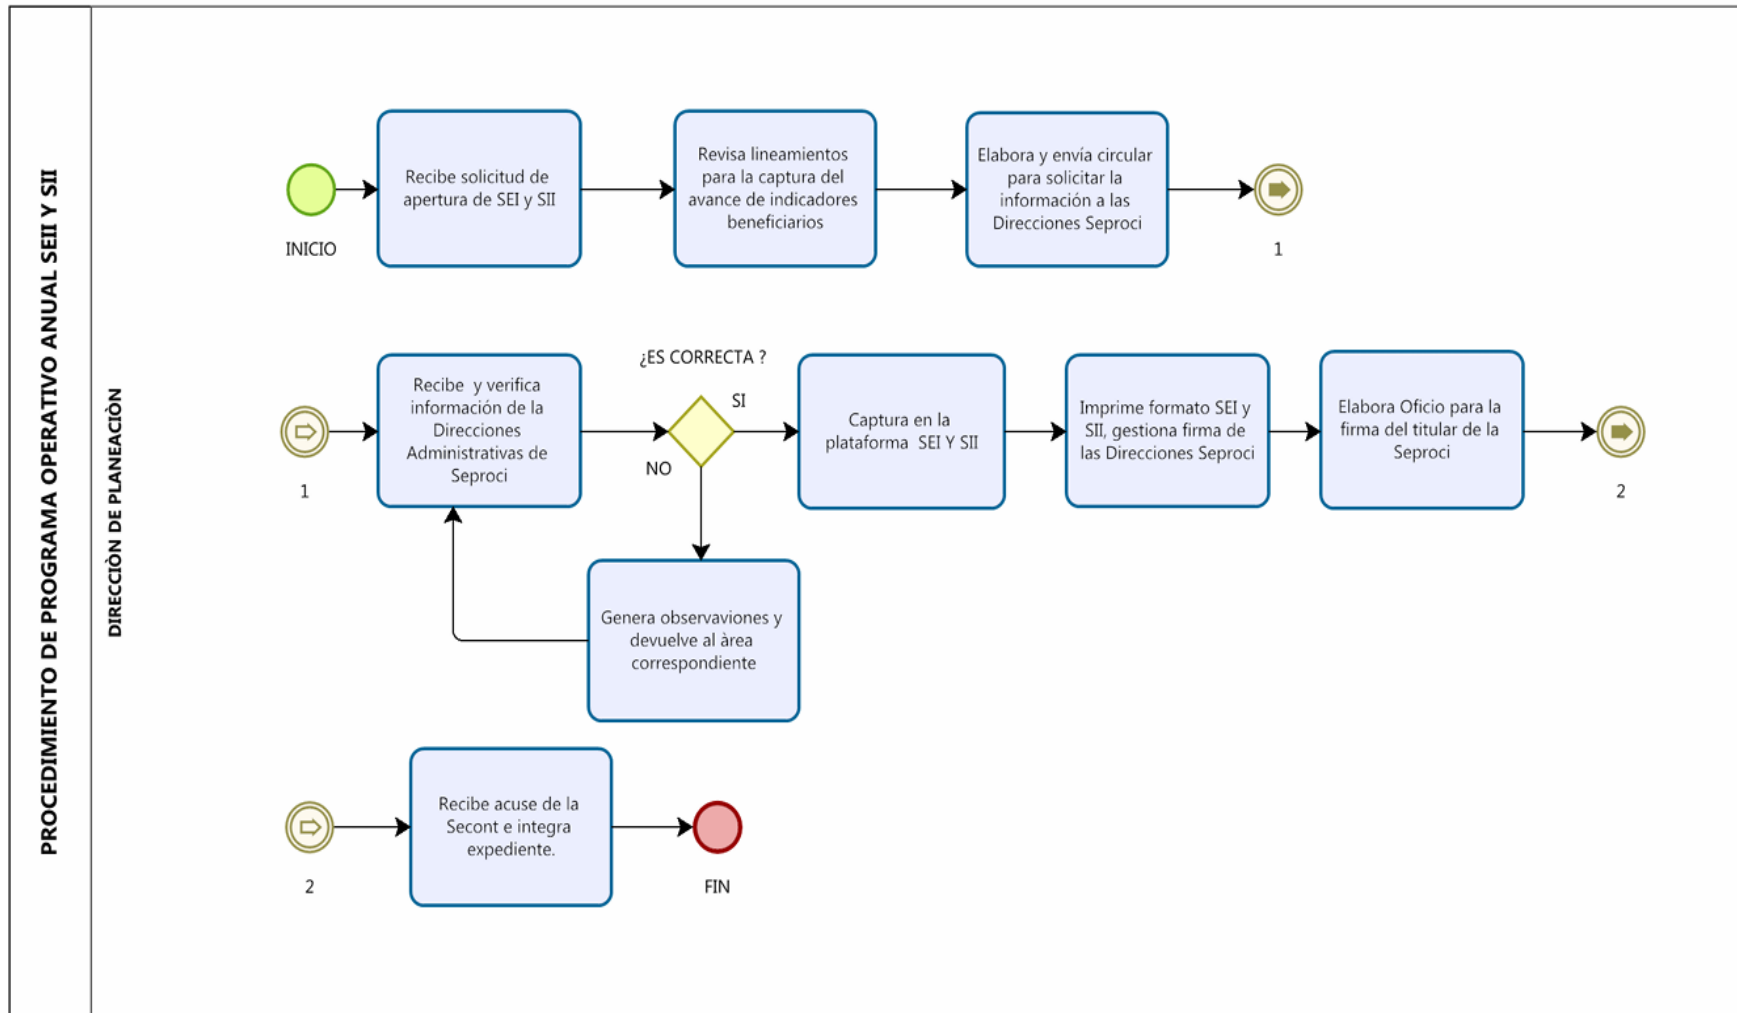 PROCEDIMIENTO DE PROGRAMA OPERATIVO ANUAL SEII Y SII
DIRECCIÒN DE PLANEACIÒN
INICIO
Recibe solicitud de
apertura de SEI y SII
Revisa lineamientos
para la captura del
avance de indicadores
beneficiarios
Elabora y envía circular
para solicitar la
información a las
Direcciones Seproci
1
1
Recibe y verifica
información de la
Direcciones
Administrativas de
Seproci
¿ES CORRECTA ?
SI
NO
Captura en la
plataforma SEI Y SII
Imprime formato SEI y
SII, gestiona firma de
las Direcciones Seproci
Elabora Oficio para la
firma del titular de la
Seproci
2
Genera observaviones y
devuelve al àrea
correspondiente
2
Recibe acuse de la
Secont e integra
expediente.
FIN